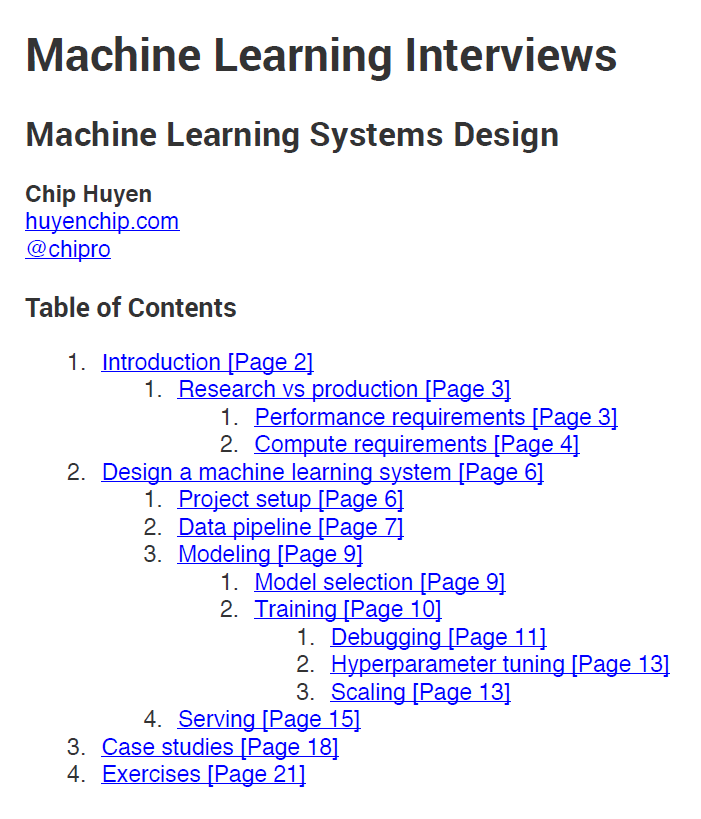 Machine Learning Interviews
Machine Learning Systems Design
Chip Huyen
huyenchip.com
@chipro
Table of Contents
1. Introduction [Page 2]
1. Research vs production [Page 3]
1. Performance requirements [Page 3]
2. Compute requirements [Page 4]
2. Design a machine learning system [Page 6]
1. Project setup [Page 6]
2. Data pipeline [Page 7]
3. Modeling [Page 9]
1. Model selection [Page 9]
2. Training [Page 10]
1. Debugging [Page 11]
2. Hyperparameter tuning [Page 13]
3. Scaling [Page 13]
4. Serving [Page 15]
3. Case studies [Page 18]
4. Exercises [Page 21]